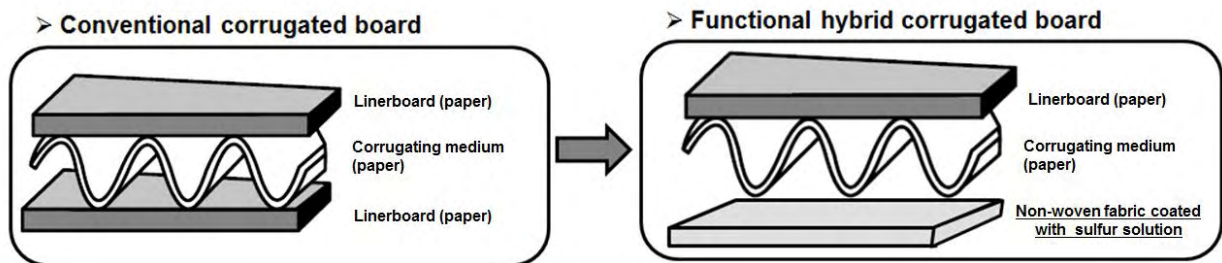 ➢ Conventional corrugated board
Linerboard (paper)
Corrugating medium
(paper)
Linerboard (paper)
➢ Functional hybrid corrugated board
Linerboard (paper)
Corrugating medium
(paper)
Non-woven fabric coated
with sulfur solution